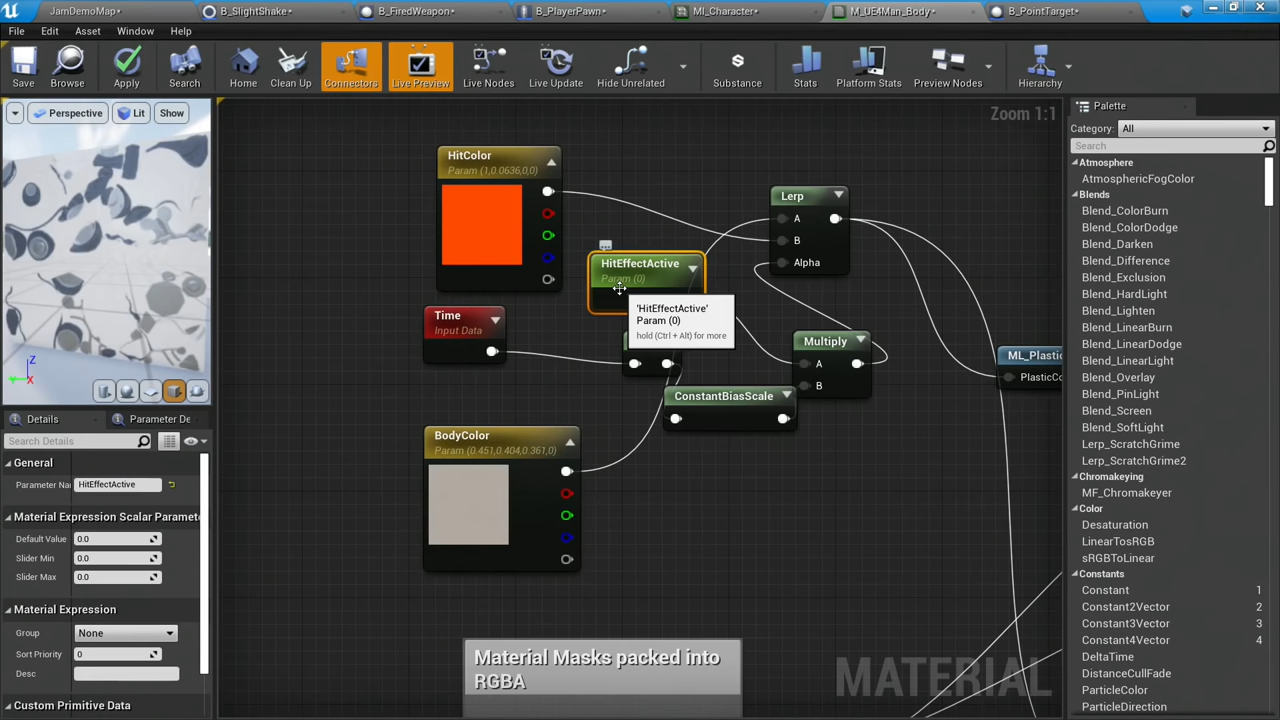 JamDemoMap•
B_SlightShake•
B_FiredWeapon•
B_PlayerPawn•
MI_Character•
M_UE4Man_Body•
B_PointTarget•
File Edit Asset Window Help
Save Browse Apply Search Home Clean Up Connectors Live Preview Live Nodes Live Update Hide Unrelated Substance Stats Platform Stats Preview Nodes Hierarchy
Perspective Lit Show
Z
Y
X
Details
Parameter De
Search Details
General
Parameter Na HitEffectActive
Material Expression Scalar Paramete
Default Value 0.0
Slider Min 0.0
Slider Max 0.0
Material Expression
Group None
Sort Priority 0
Desc
Custom Primitive Data
Zoom 1:1
HitColor
Param (1,0.0636,0,0)
HitEffectActive
Param (0)
'HitEffectActive'
Param (0)
hold (Ctrl + Alt) for more
Lerp
A
B
Alpha
Time
Input Data
Multiply
A
B
ConstantBiasScale
ML_Plastic
PlasticCo
BodyColor
Param (0.451,0.404,0.361,0)
Material Masks packed into
RGBA
MATERIAL
Palette
Category: All
Search
Atmosphere
AtmosphericFogColor
Blends
Blend_ColorBurn
Blend_ColorDodge
Blend_Darken
Blend_Difference
Blend_Exclusion
Blend_HardLight
Blend_Lighten
Blend_LinearBurn
Blend_LinearDodge
Blend_LinearLight
Blend_Overlay
Blend_PinLight
Blend_Screen
Blend_SoftLight
Lerp_ScratchGrime
Lerp_ScratchGrime2
Chromakeying
MF_Chromakeyer
Color
Desaturation
LinearTosRGB
sRGBToLinear
Constants
Constant 1
Constant2Vector 2
Constant3Vector 3
Constant4Vector 4
DeltaTime
DistanceCullFade
ParticleColor
ParticleDirection